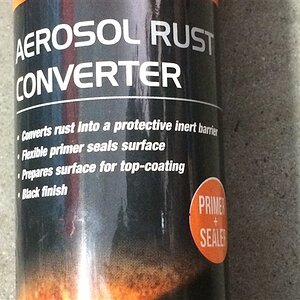 AEROSOL RUST
CONVERTER
• Converts rust into a protective inert barrier
• Flexible primer seals surface
• Prepares surface for top-coating
• Black finish
PRIMER
+
SEALER